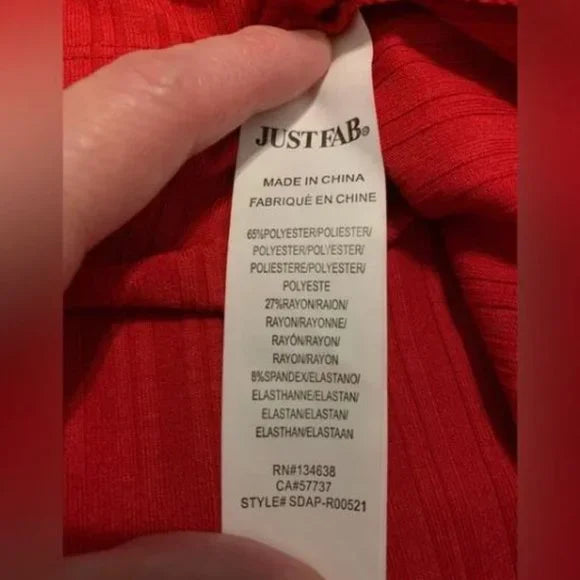 JUSTFAB®
MADE IN CHINA
FABRIQUÉ EN CHINE
65%POLYESTER/POLIESTER/
POLYESTER/POLYESTER/
POLIESTERE/POLYESTER/
POLYESTE
27%RAYON/RAION/
RAYON/RAYONNE/
RAYÓN/RAYON/
RAYON/RAYON
8%SPANDEX/ELASTANO/
ELASTHANNE/ELASTAN/
ELASTAN/ELASTAN/
ELASTHAN/ELASTAAN
RN#134638
CA#57737
STYLE# SDAP-R00521